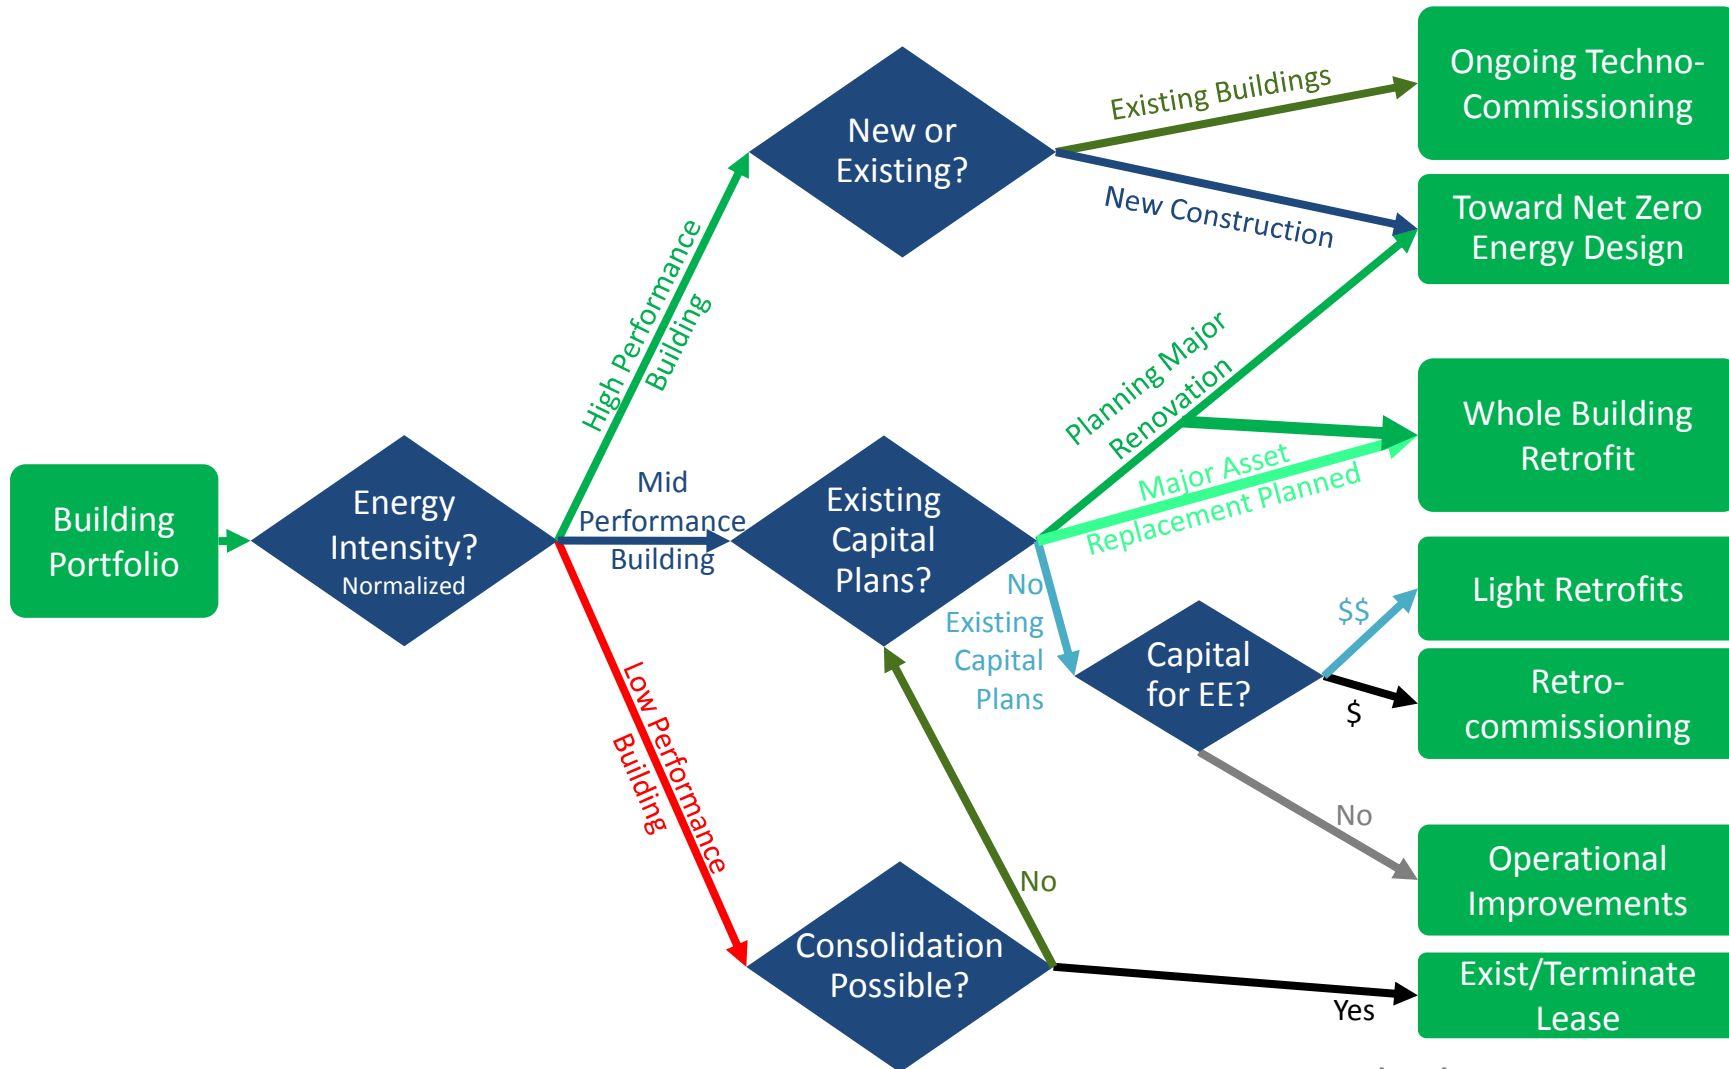 Building
Portfolio
Energy
Intensity?
Normalized
High Performance
Building
Mid
Performance
Building
Low Performance
Building
New or
Existing?
Existing Buildings
New Construction
Existing
Capital
Plans?
Planning Major
Renovation
Major Asset
Replacement Planned
No
Existing
Capital
Plans
Capital
for EE?
$$
$
No
Consolidation
Possible?
No
Yes
Ongoing Techno-
Commissioning
Toward Net Zero
Energy Design
Whole Building
Retrofit
Light Retrofits
Retro-
commissioning
Operational
Improvements
Exist/Terminate
Lease